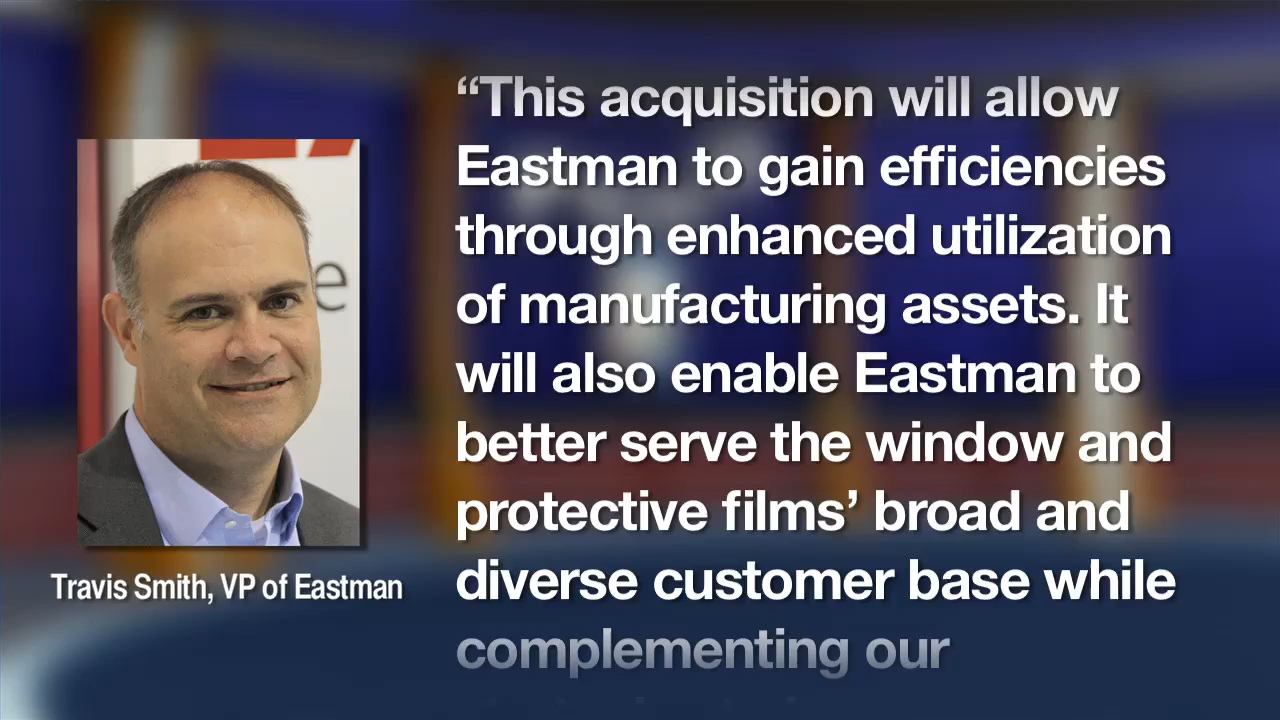 “This acquisition will allow
Eastman to gain efficiencies
through enhanced utilization
of manufacturing assets. It
will also enable Eastman to
better serve the window and
protective films’ broad and
diverse customer base while
complementing our
e
Travis Smith, VP of Eastman